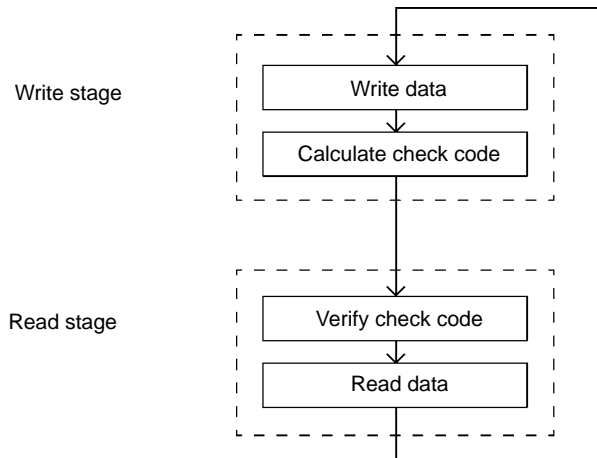 Write stage
Write data
Calculate check code
Read stage
Verify check code
Read data